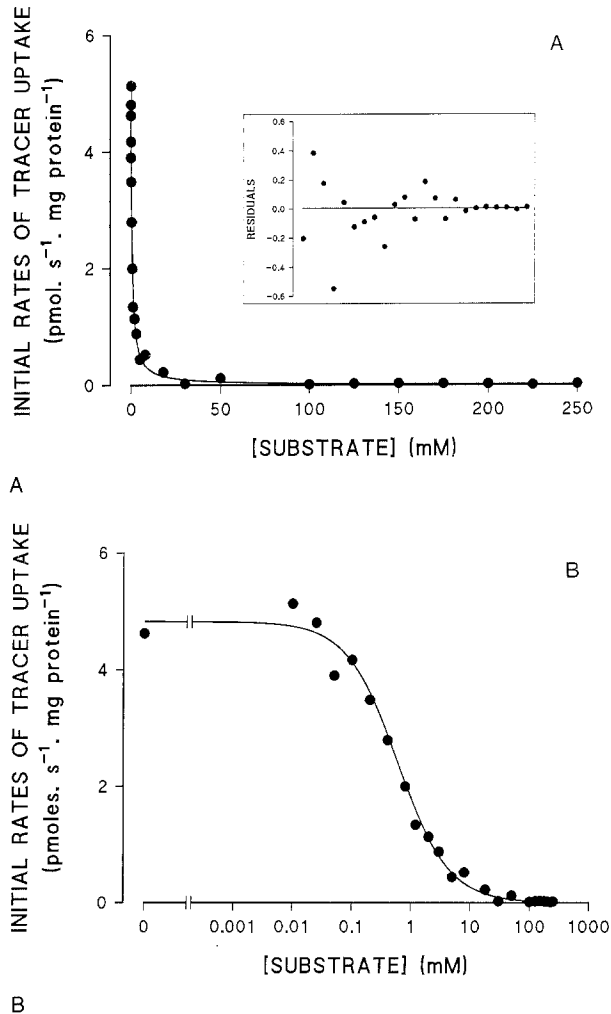 A
6
4
2
0
INITIAL RATES OF TRACER UPTAKE
(pmol. s⁻¹. mg protein⁻¹)
0.6
0.4
0.2
0.0
-0.2
-0.4
-0.6
RESIDUALS
0 50 100 150 200 250
[SUBSTRATE] (mM)
A
B
6
4
2
0
INITIAL RATES OF TRACER UPTAKE
(pmoles. s⁻¹. mg protein⁻¹)
0 0.001 0.01 0.1 1 10 100 1000
[SUBSTRATE] (mM)
B